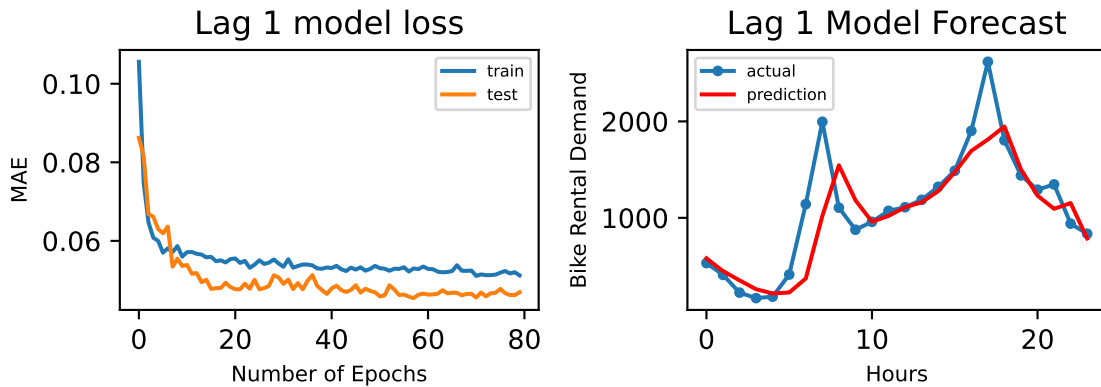 Lag 1 model loss
MAE
0.10
0.08
0.06
train
test
0
20
40
60
80
Number of Epochs
Lag 1 Model Forecast
Bike Rental Demand
2000
1000
actual
prediction
0
10
20
Hours